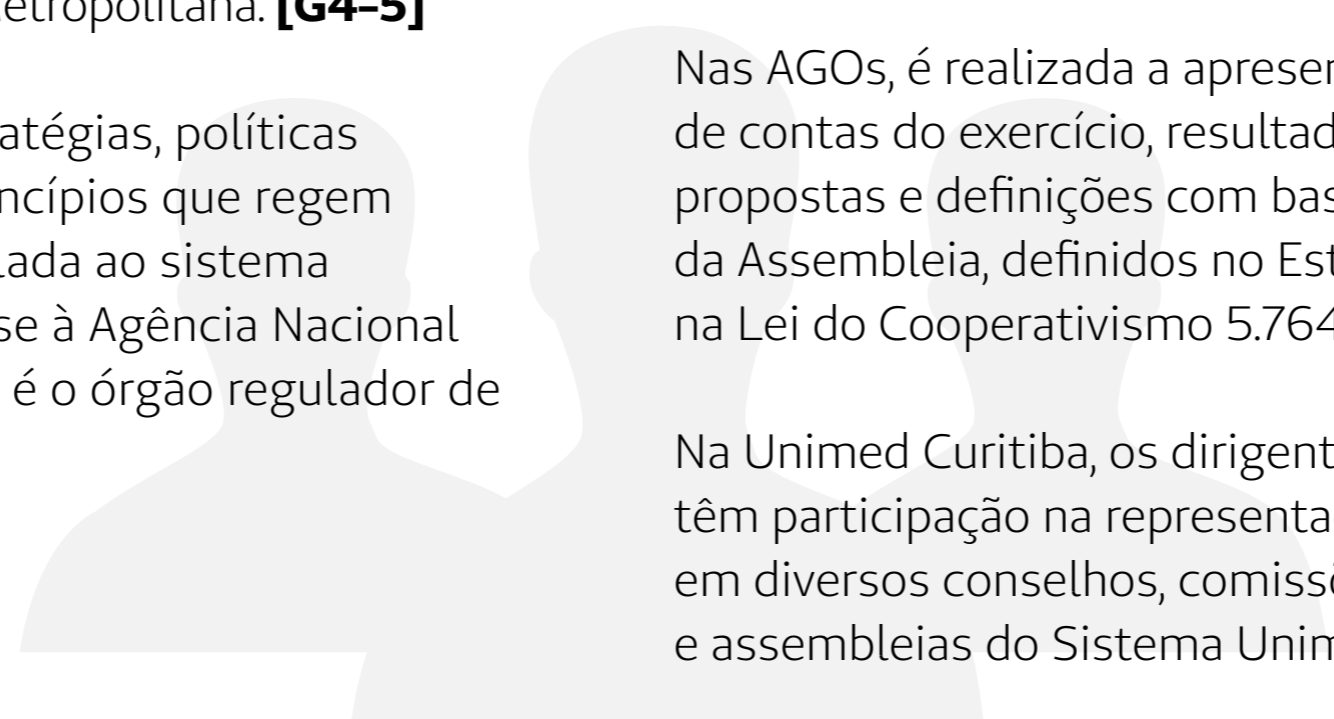 etropolitana. [G4–5]
atégias, políticas
ncípios que regem
lada ao sistema
se à Agência Nacional
é o órgão regulador de
Nas AGOs, é realizada a apresen
de contas do exercício, resultad
propostas e definições com bas
da Assembleia, definidos no Est
na Lei do Cooperativismo 5.764
Na Unimed Curitiba, os dirigent
têm participação na representa
em diversos conselhos, comissõ
e assembleias do Sistema Unim